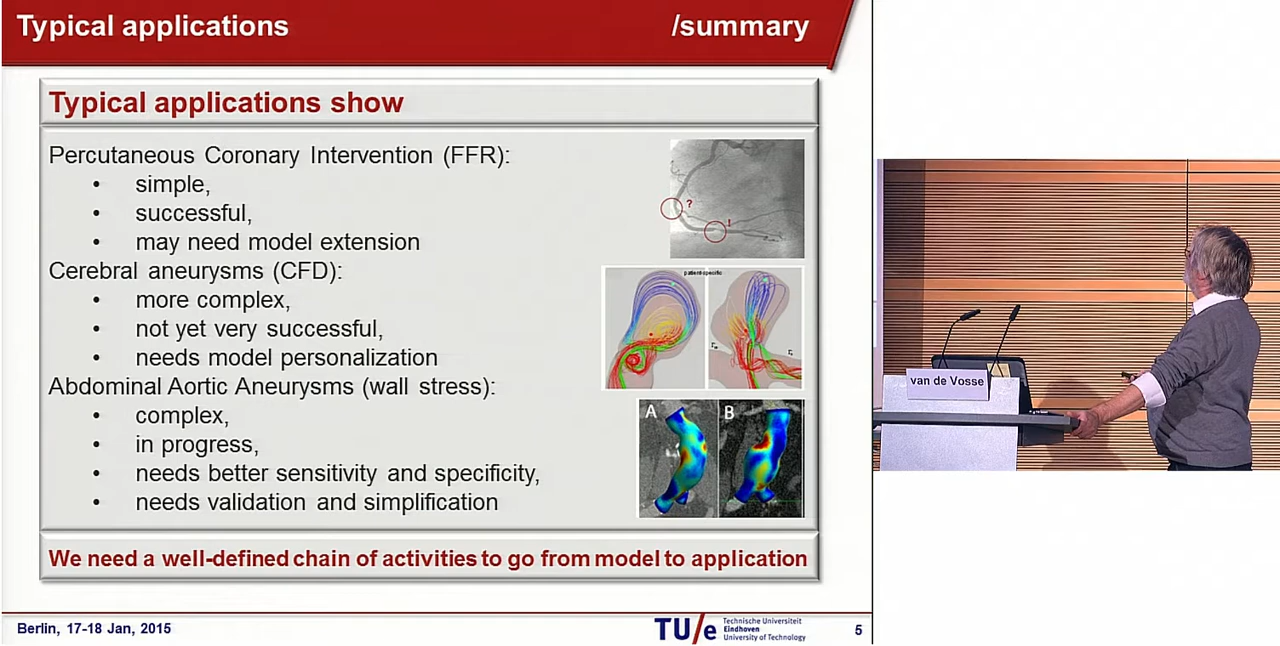 Typical applications /summary
Typical applications show
Percutaneous Coronary Intervention (FFR):
• simple,
• successful,
• may need model extension
? !
Cerebral aneurysms (CFD):
• more complex,
• not yet very successful,
• needs model personalization
patient-specific
Abdominal Aortic Aneurysms (wall stress):
• complex,
• in progress,
• needs better sensitivity and specificity,
• needs validation and simplification
A B
We need a well-defined chain of activities to go from model to application
Berlin, 17-18 Jan, 2015
TU/e Technische Universiteit
Eindhoven
University of Technology
5
van de Vosse